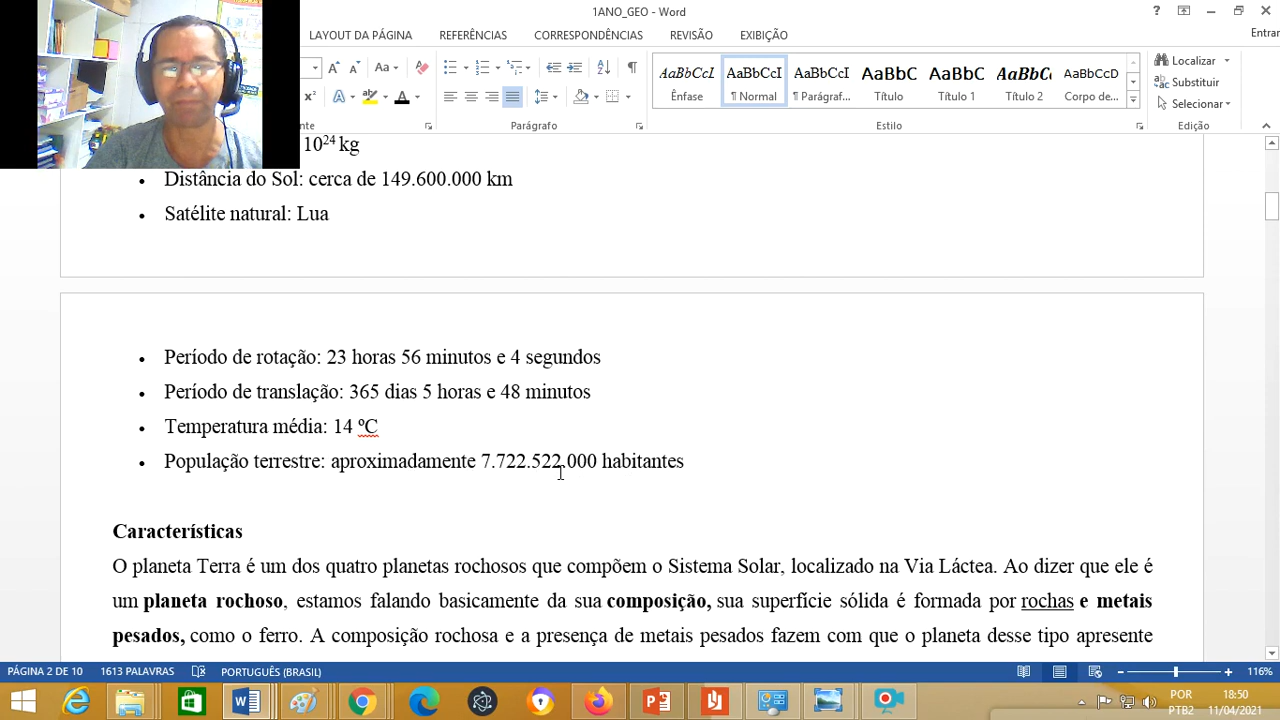 1ANO_GEO - Word
Entrar
LAYOUT DA PÁGINA REFERÊNCIAS CORRESPONDÊNCIAS REVISÃO EXIBIÇÃO
AaBbCcI AaBbCcI AaBbCcI AaBbC AaBbC AaBbC AaBbCcD
Ênfase ¶ Normal ¶ Parágraf... Título Título 1 Título 2 Corpo de...
Localizar
Substituir
Selecionar
Parágrafo Estilo Edição
10²⁴ kg
• Distância do Sol: cerca de 149.600.000 km
• Satélite natural: Lua
• Período de rotação: 23 horas 56 minutos e 4 segundos
• Período de translação: 365 dias 5 horas e 48 minutos
• Temperatura média: 14 ºC
• População terrestre: aproximadamente 7.722.522.000 habitantes
Características
O planeta Terra é um dos quatro planetas rochosos que compõem o Sistema Solar, localizado na Via Láctea. Ao dizer que ele é
um planeta rochoso, estamos falando basicamente da sua composição, sua superfície sólida é formada por rochas e metais
pesados, como o ferro. A composição rochosa e a presença de metais pesados fazem com que o planeta desse tipo apresente
PÁGINA 2 DE 10 1613 PALAVRAS PORTUGUÊS (BRASIL) 116%
POR 18:50
PTB2 11/04/2021